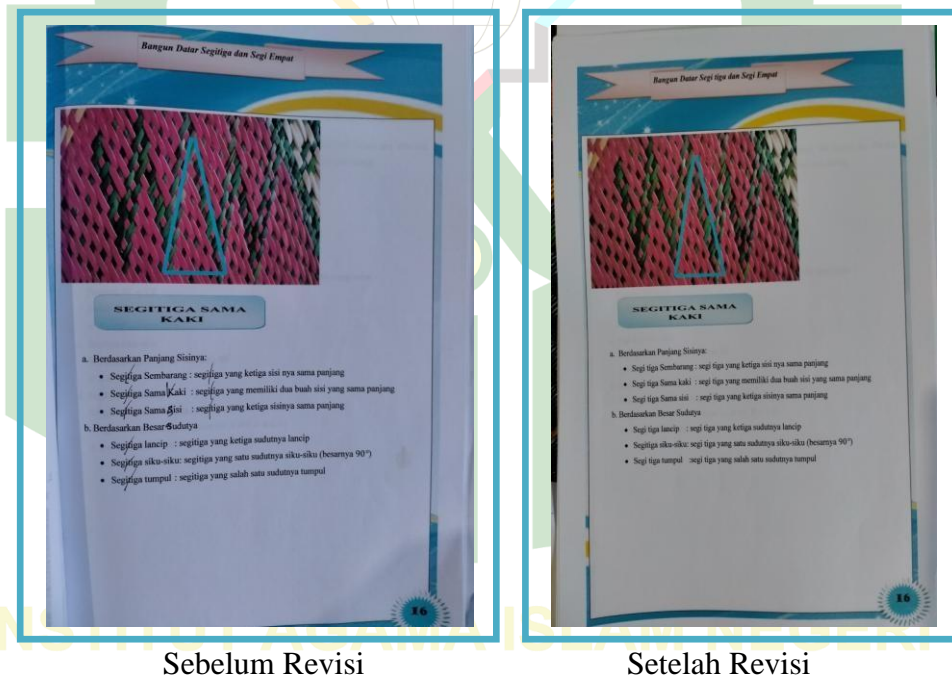 Bangun Datar Segitiga dan Segi Empat
SEGITIGA SAMA
KAKI
a. Berdasarkan Panjang Sisinya:
• Segitiga Sembarang : segitiga yang ketiga sisi nya sama panjang
• Segitiga Sama Kaki : segitiga yang memiliki dua buah sisi yang sama panjang
• Segitiga Sama Sisi : segitiga yang ketiga sisinya sama panjang
b. Berdasarkan Besar Sudutya
• Segitiga lancip : segitiga yang ketiga sudutnya lancip
• Segitiga siku-siku: segitiga yang satu sudutnya siku-siku (besarnya 90°)
• Segitiga tumpul : segitiga yang salah satu sudutnya tumpul
16
Sebelum Revisi
Bangun Datar Segi tiga dan Segi Empat
SEGITIGA SAMA
KAKI
a. Berdasarkan Panjang Sisinya:
• Segi tiga Sembarang : segi tiga yang ketiga sisi nya sama panjang
• Segi tiga Sama kaki : segi tiga yang memiliki dua buah sisi yang sama panjang
• Segi tiga Sama sisi : segi tiga yang ketiga sisinya sama panjang
b. Berdasarkan Besar Sudutya
• Segi tiga lancip : segi tiga yang ketiga sudutnya lancip
• Segitiga siku-siku: segi tiga yang satu sudutnya siku-siku (besarnya 90°)
• Segi tiga tumpul :segi tiga yang salah satu sudutnya tumpul
16
Setelah Revisi
NSTITUT AGAMA ISLAM NEGERI